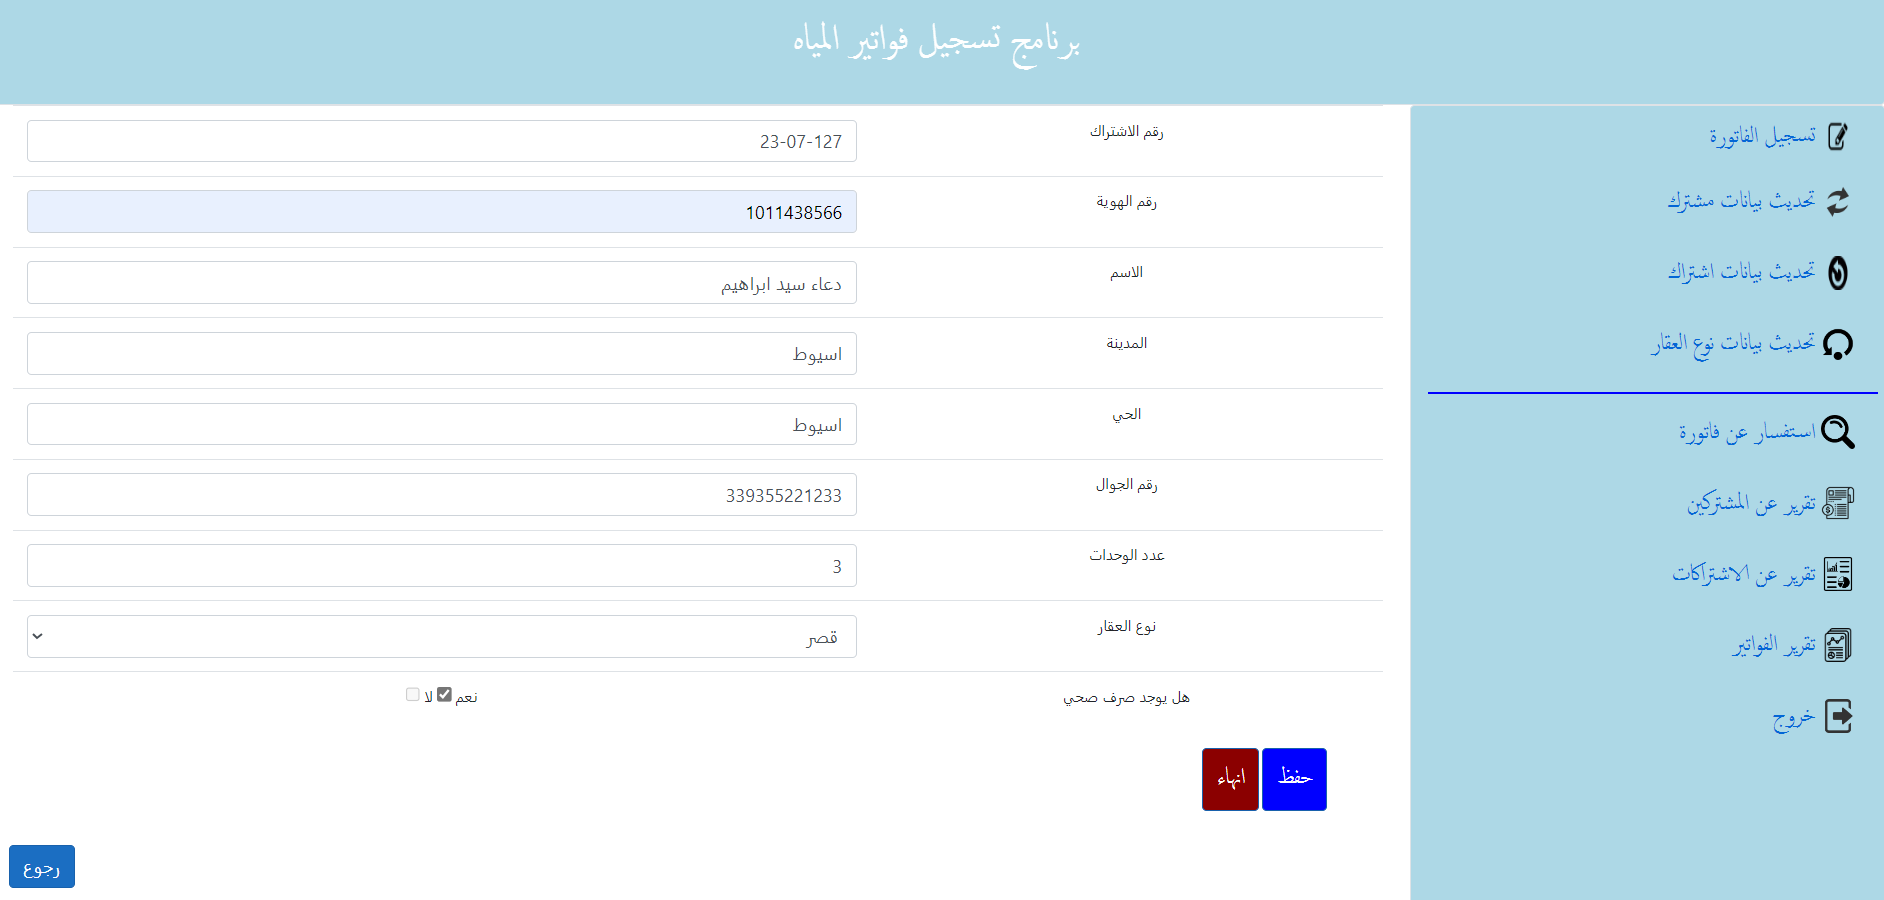 برنامج تسجيل فواتير المياه
تسجيل الفاتورة
تحديث بيانات مشترك
تحديث بيانات اشتراك
تحديث بيانات نوع العقار
استفسار عن فاتورة
تقرير عن المشتركين
تقرير عن الاشتراكات
تقرير الفواتير
خروج
رقم الاشتراك 23-07-127
رقم الهوية 1011438566
الاسم دعاء سيد ابراهيم
المدينة اسيوط
الحي اسيوط
رقم الجوال 339355221233
عدد الوحدات 3
نوع العقار قصر
هل يوجد صرف صحي نعم لا
حفظ انهاء
رجوع